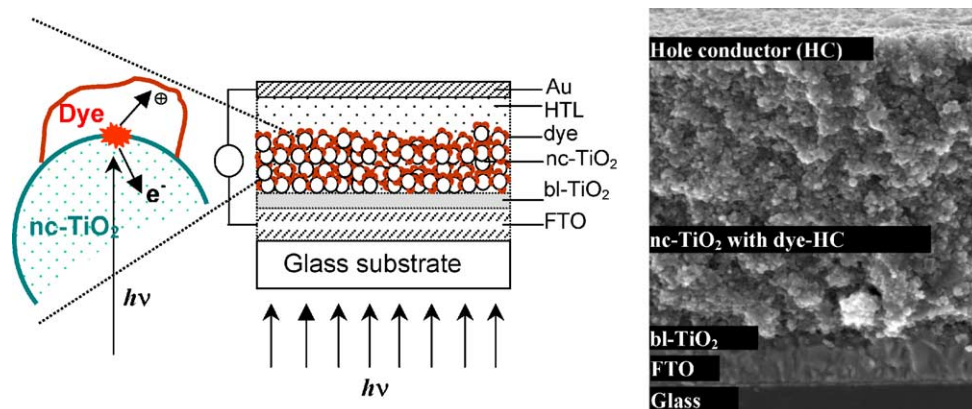 Dye
⊕
e
nc-TiO₂
hν
Au
HTL
dye
nc-TiO₂
bl-TiO₂
FTO
Glass substrate
hν
Hole conductor (HC)
nc-TiO₂ with dye-HC
bl-TiO₂
FTO
Glass